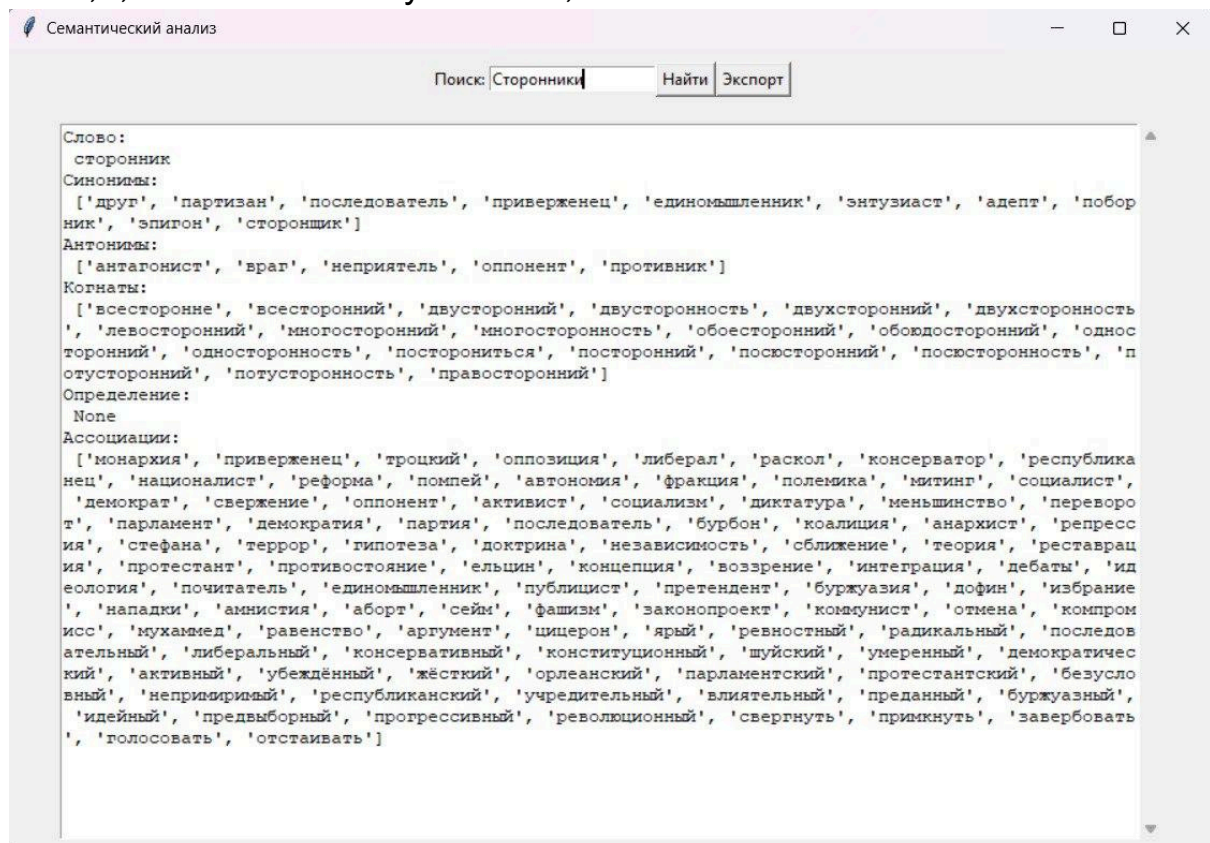 Семантический анализ
Поиск: Сторонники Найти Экспорт
Слово:
сторонник
Синонимы:
['друг', 'партизан', 'последователь', 'приверженец', 'единомышленник', 'энтузиаст', 'адепт', 'побор
ник', 'эпигон', 'сторонщик']
Антонимы:
['антагонист', 'враг', 'неприятель', 'оппонент', 'противник']
Когнаты:
['всесторонне', 'всесторонний', 'двусторонний', 'двусторонность', 'двухсторонний', 'двухсторонность
', 'левосторонний', 'многосторонний', 'многосторонность', 'обоесторонний', 'обоюдосторонний', 'однос
торонний', 'односторонность', 'посторониться', 'посторонний', 'посюсторонний', 'посюсторонность', 'п
отусторонний', 'потусторонность', 'правосторонний']
Определение:
None
Ассоциации:
['монархия', 'приверженец', 'троцкий', 'оппозиция', 'либерал', 'раскол', 'консерватор', 'республика
нец', 'националист', 'реформа', 'помпей', 'автономия', 'фракция', 'полемика', 'митинг', 'социалист',
'демократ', 'свержение', 'оппонент', 'активист', 'социализм', 'диктатура', 'меньшинство', 'переворо
т', 'парламент', 'демократия', 'партия', 'последователь', 'бурбон', 'коалиция', 'анархист', 'репресс
ия', 'стефана', 'террор', 'гипотеза', 'доктрина', 'независимость', 'сближение', 'теория', 'реставрац
ия', 'протестант', 'противостояние', 'ельцин', 'концепция', 'воззрение', 'интеграция', 'дебаты', 'ид
еология', 'почитатель', 'единомышленник', 'публицист', 'претендент', 'буржуазия', 'дофин', 'избрание
', 'нападки', 'амнистия', 'аборт', 'сейм', 'фашизм', 'законопроект', 'коммунист', 'отмена', 'компром
исс', 'мухаммед', 'равенство', 'аргумент', 'цицерон', 'ярый', 'ревностный', 'радикальный', 'последов
ательный', 'либеральный', 'консервативный', 'конституционный', 'шуйский', 'умеренный', 'демократичес
кий', 'активный', 'убеждённый', 'жёсткий', 'орлеанский', 'парламентский', 'протестантский', 'безусло
вный', 'непримиримый', 'республиканский', 'учредительный', 'влиятельный', 'преданный', 'буржуазный',
'идейный', 'предвыборный', 'прогрессивный', 'революционный', 'свергнуть', 'примкнуть', 'завербовать
', 'голосовать', 'отстаивать']